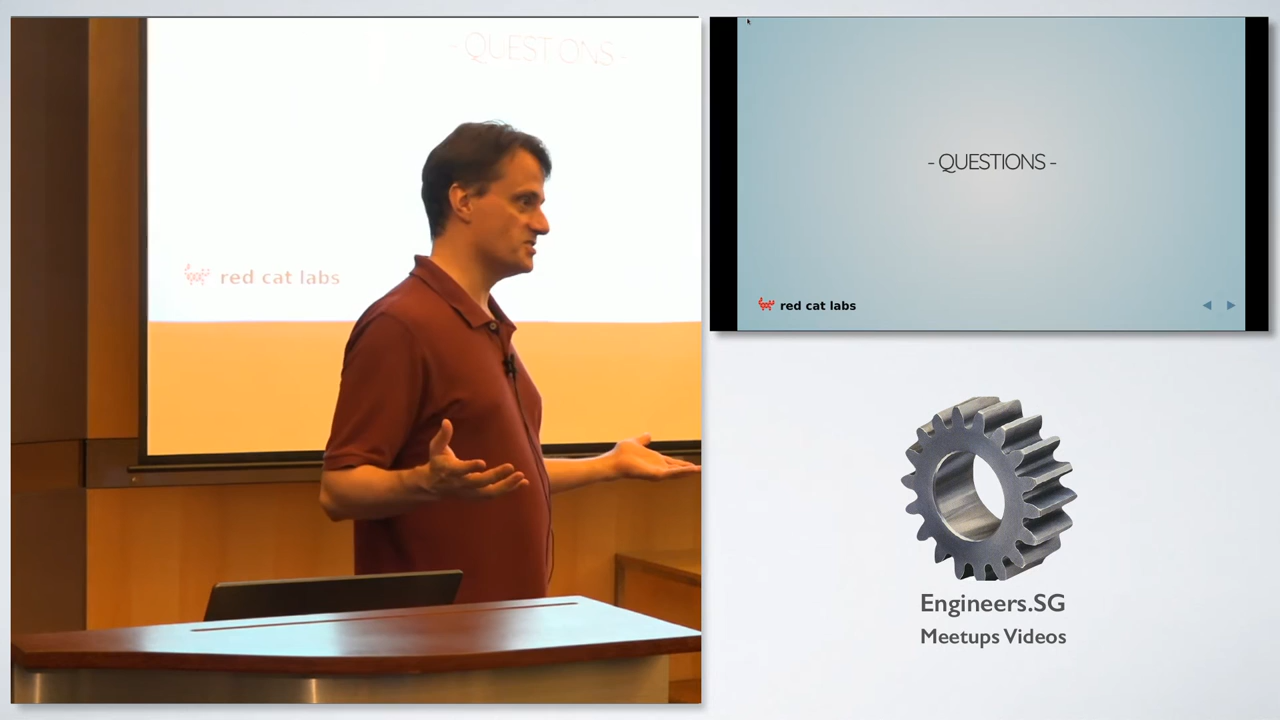 - QUESTIONS -
red cat labs
- QUESTIONS -
red cat labs
Engineers.SG
Meetups Videos